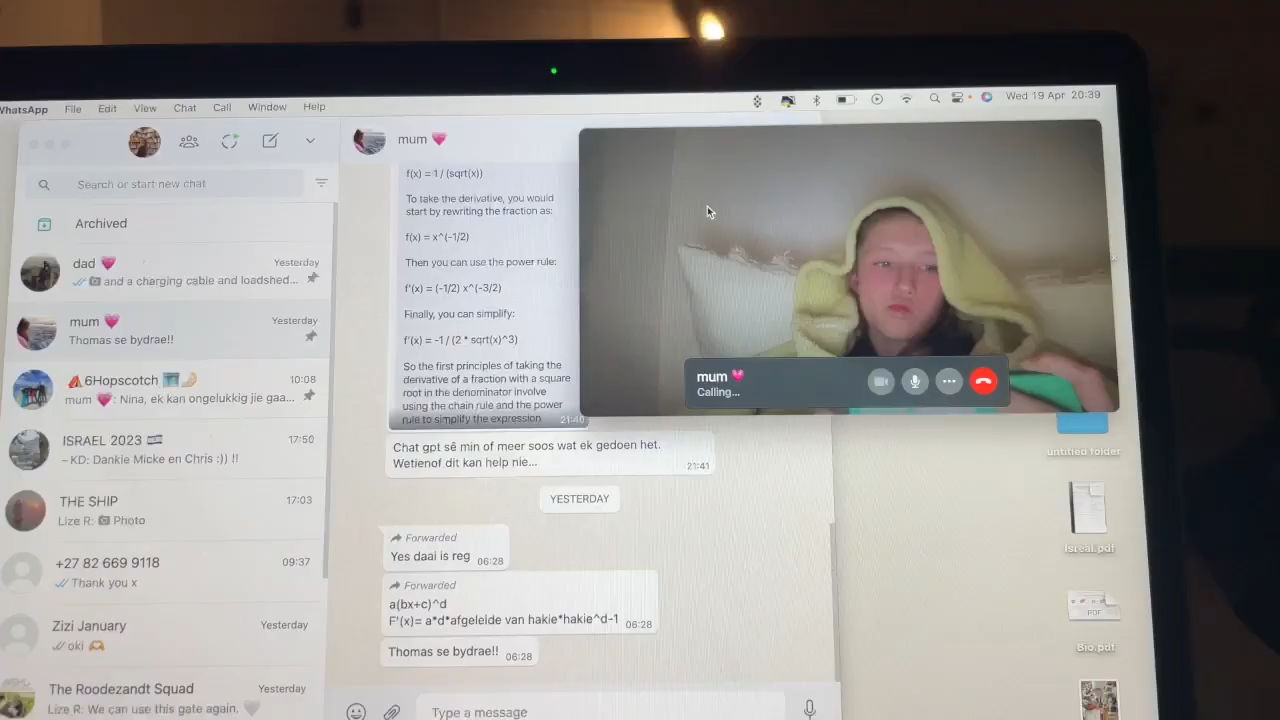 WhatsApp File Edit View Chat Call Window Help
Wed 19 Apr 20:39
Search or start new chat
Archived
dad
Yesterday
and a charging cable and loadshed...
mum
Yesterday
Thomas se bydrae!!
6Hopscotch
10:08
mum : Nina, ek kan ongelukkig jie gaa...
ISRAEL 2023
17:50
~KD: Dankie Micke en Chris :)) !!
THE SHIP
17:03
Lize R: Photo
+27 82 669 9118
09:37
Thank you x
Zizi January
Yesterday
oki
The Roodezandt Squad
Yesterday
Lize R: We can use this gate again.
mum
f(x) = 1 / (sqrt(x))
To take the derivative, you would
start by rewriting the fraction as:
f(x) = x^(-1/2)
Then you can use the power rule:
f'(x) = (-1/2) x^(-3/2)
Finally, you can simplify:
f'(x) = -1 / (2 * sqrt(x)^3)
So the first principles of taking the
derivative of a fraction with a square
root in the denominator involve
using the chain rule and the power
rule to simplify the expression
21:40
Chat gpt sê min of meer soos wat ek gedoen het.
Wetienof dit kan help nie...
21:41
YESTERDAY
Forwarded
Yes daai is reg 06:28
Forwarded
a(bx+c)^d
F'(x)= a*d*afgeleide van hakie*hakie^d-1 06:28
Thomas se bydrae!! 06:28
Type a message
mum
Calling...
untitled folder
Isreal.pdf
PDF
Bio.pdf